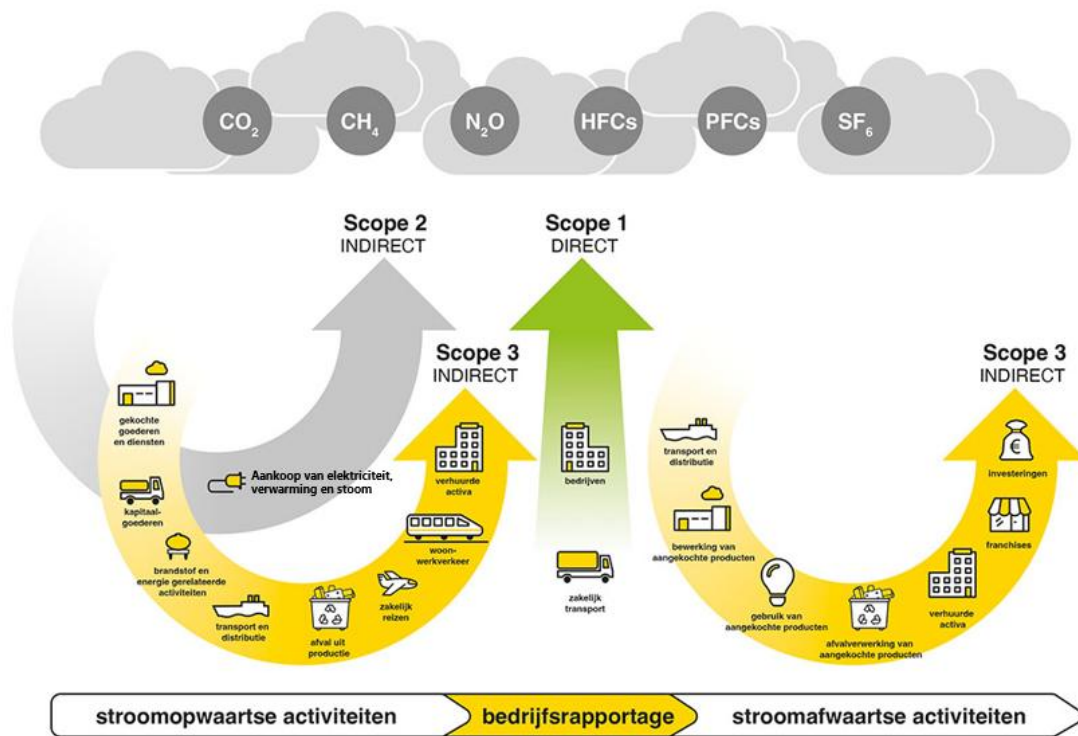 CO₂
CH₄
N₂O
HFCs
PFCs
SF₆
Scope 2
INDIRECT
Scope 1
DIRECT
Scope 3
INDIRECT
Scope 3
INDIRECT
gekochte
goederen
en diensten
kapitaal-
goederen
brandstof en
energie gerelateerde
activiteiten
transport en
distributie
afval uit
productie
zakelijk
reizen
woon-
werkverkeer
verhuurde
activa
Aankoop van elektriciteit,
verwarming en stoom
bedrijven
zakelijk
transport
transport en
distributie
bewerking van
aangekochte producten
gebruik van
aangekochte producten
afvalverwerking van
aangekochte producten
verhuurde
activa
franchises
€
investeringen
stroomopwaartse activiteiten
bedrijfsrapportage
stroomafwaartse activiteiten